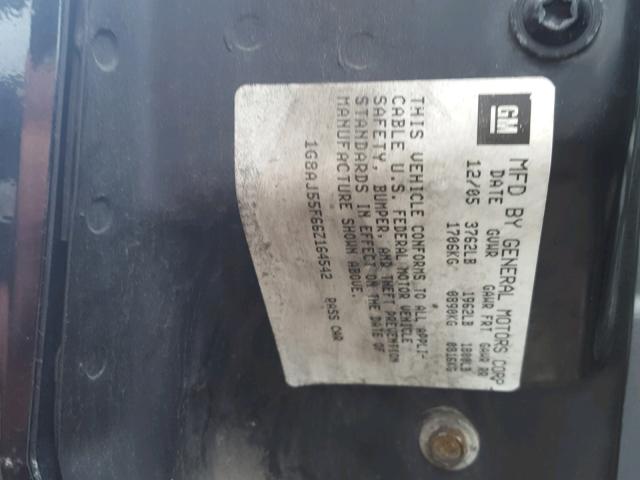 GM
MFD BY GENERAL MOTORS CORP
DATE GVWR GAWR FRT GAWR RR
12/05 3762LB 1962LB 1800LB
1706KG 0890KG 0816KG
THIS VEHICLE CONFORMS TO ALL APPLI-
CABLE U.S. FEDERAL MOTOR VEHICLE
SAFETY, BUMPER, AND THEFT PREVENTION
STANDARDS IN EFFECT ON THE DATE OF
MANUFACTURE SHOWN ABOVE.
1G8AJ55F66Z164542 PASS CAR